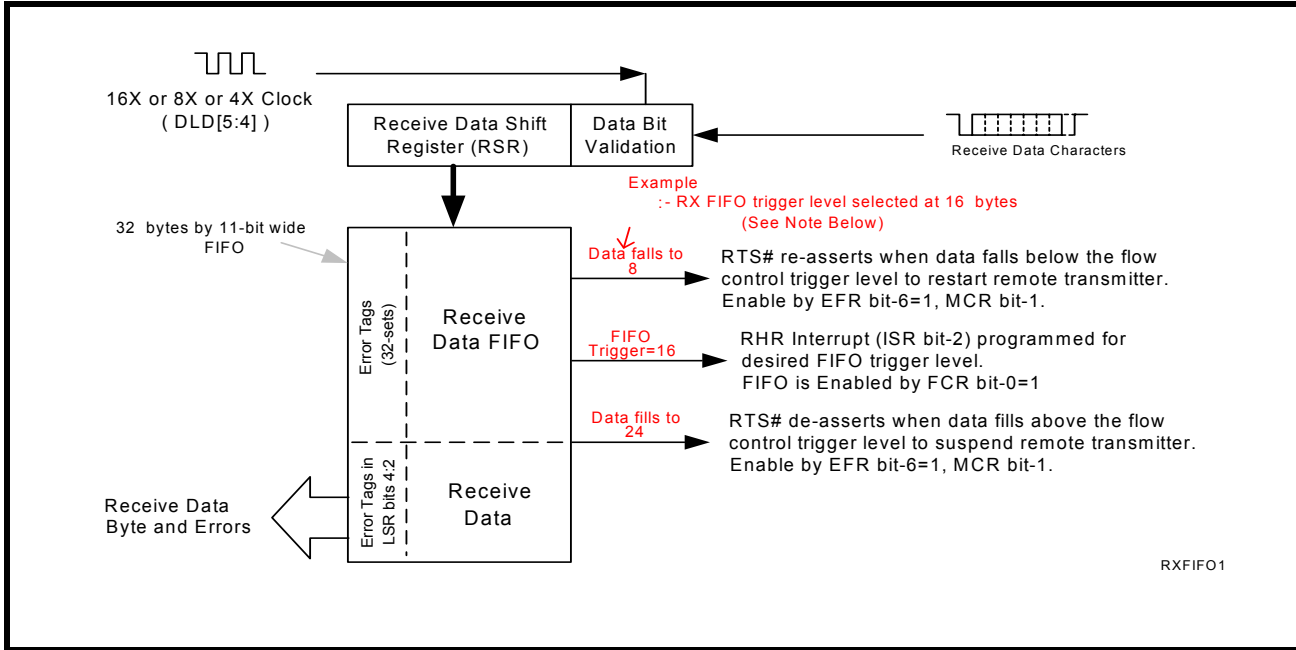 16X or 8X or 4X Clock
( DLD[5:4] )
Receive Data Shift
Register (RSR)
Data Bit
Validation
Receive Data Characters
Example
:- RX FIFO trigger level selected at 16 bytes
(See Note Below)
32 bytes by 11-bit wide
FIFO
Error Tags
(32-sets)
Receive
Data FIFO
Data falls to
8
RTS# re-asserts when data falls below the flow
control trigger level to restart remote transmitter.
Enable by EFR bit-6=1, MCR bit-1.
FIFO
Trigger=16
RHR Interrupt (ISR bit-2) programmed for
desired FIFO trigger level.
FIFO is Enabled by FCR bit-0=1
Data fills to
24
RTS# de-asserts when data fills above the flow
control trigger level to suspend remote transmitter.
Enable by EFR bit-6=1, MCR bit-1.
Error Tags in
LSR bits 4:2
Receive
Data
Receive Data
Byte and Errors
RXFIFO1